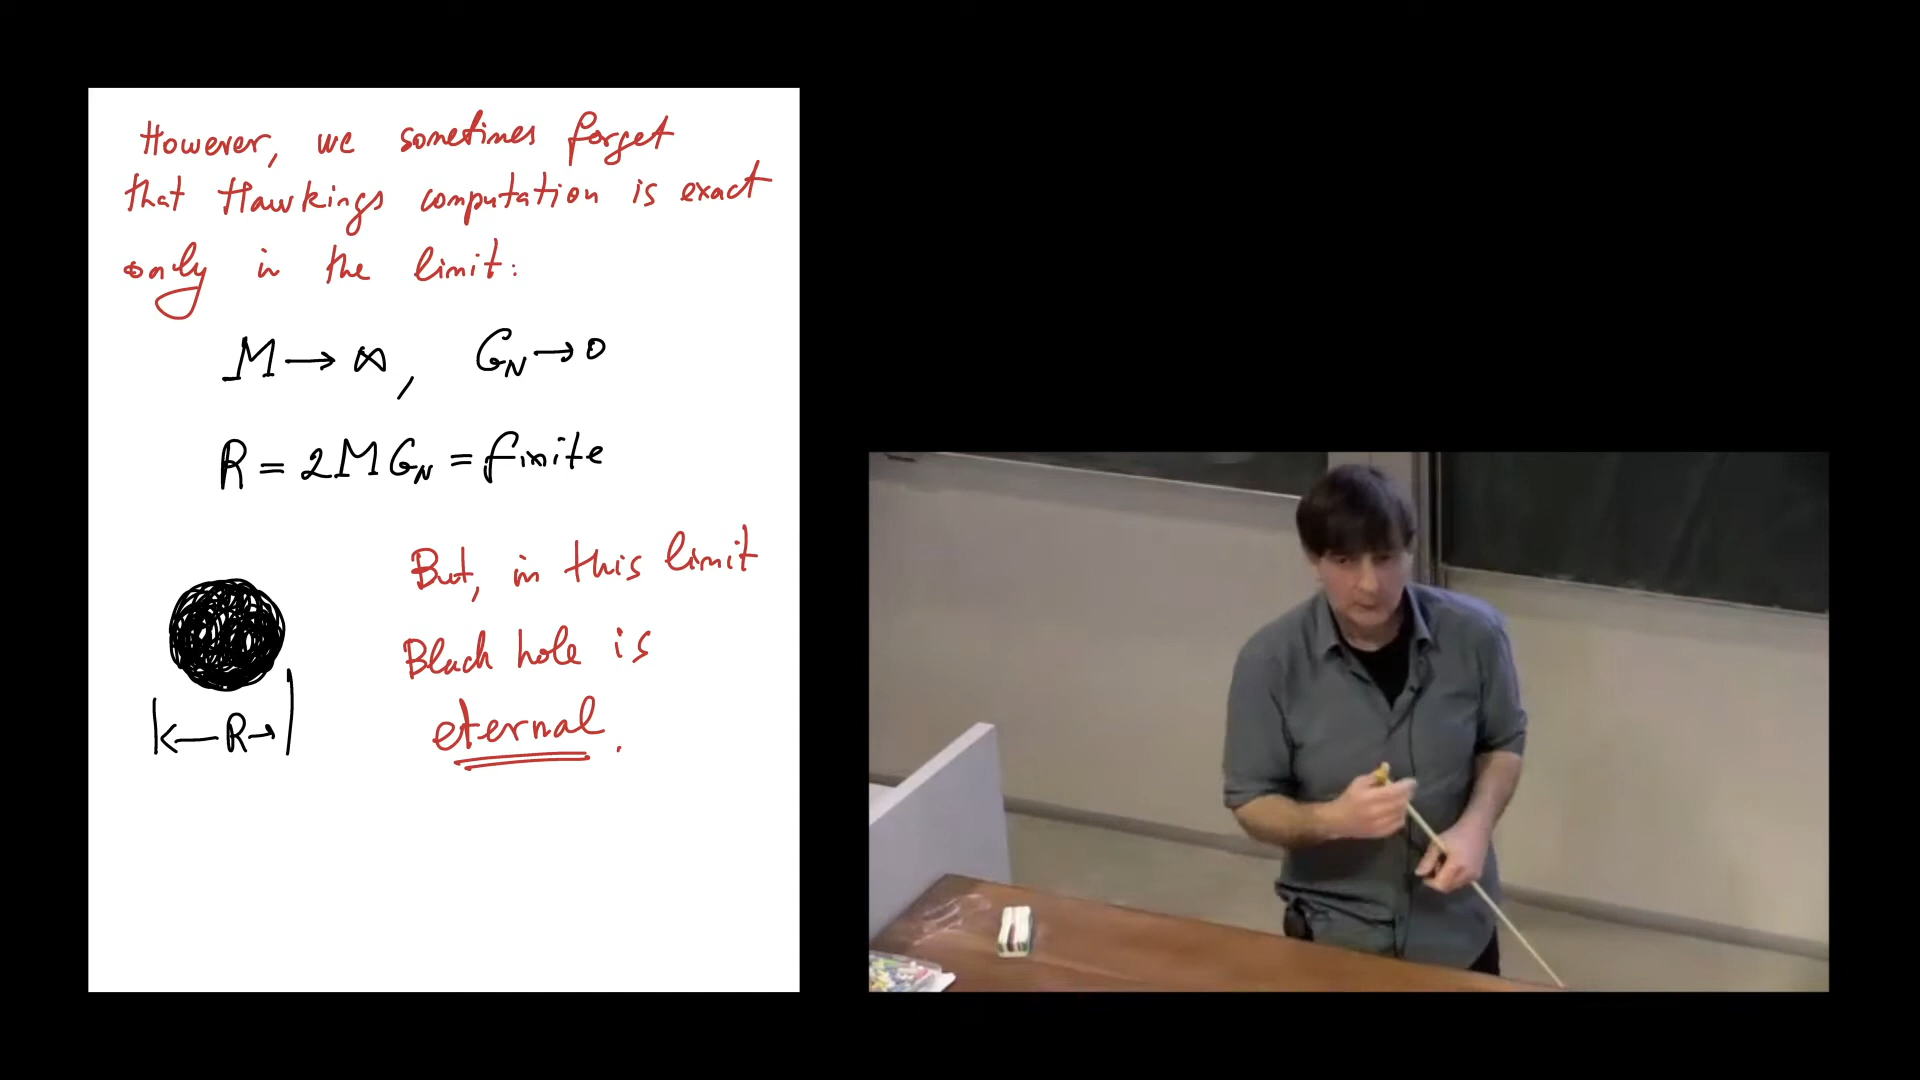 However, we sometimes forget
that Hawkings computation is exact
only in the limit:
M → ∞, G_N → 0
R = 2MG_N = finite
But, in this limit
Black hole is
eternal.
R